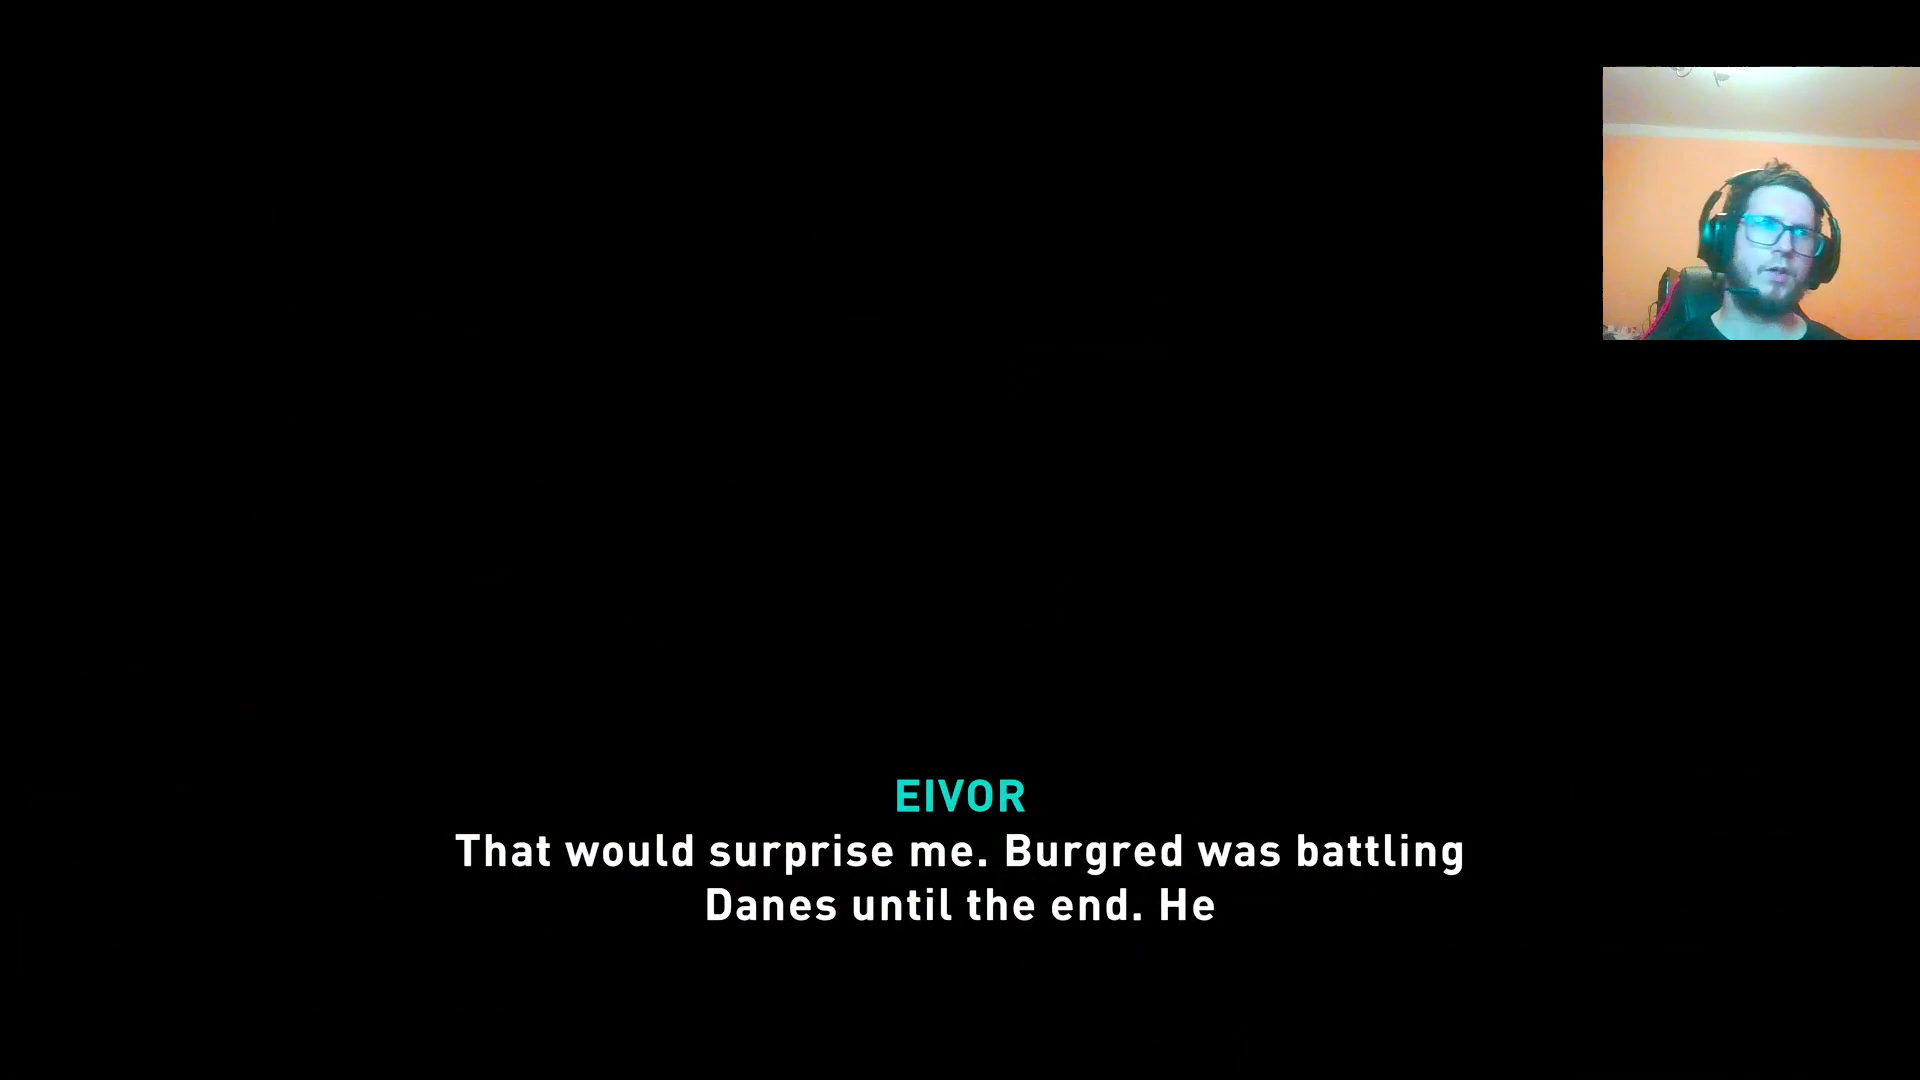 EIVOR
That would surprise me. Burgred was battling
Danes until the end. He